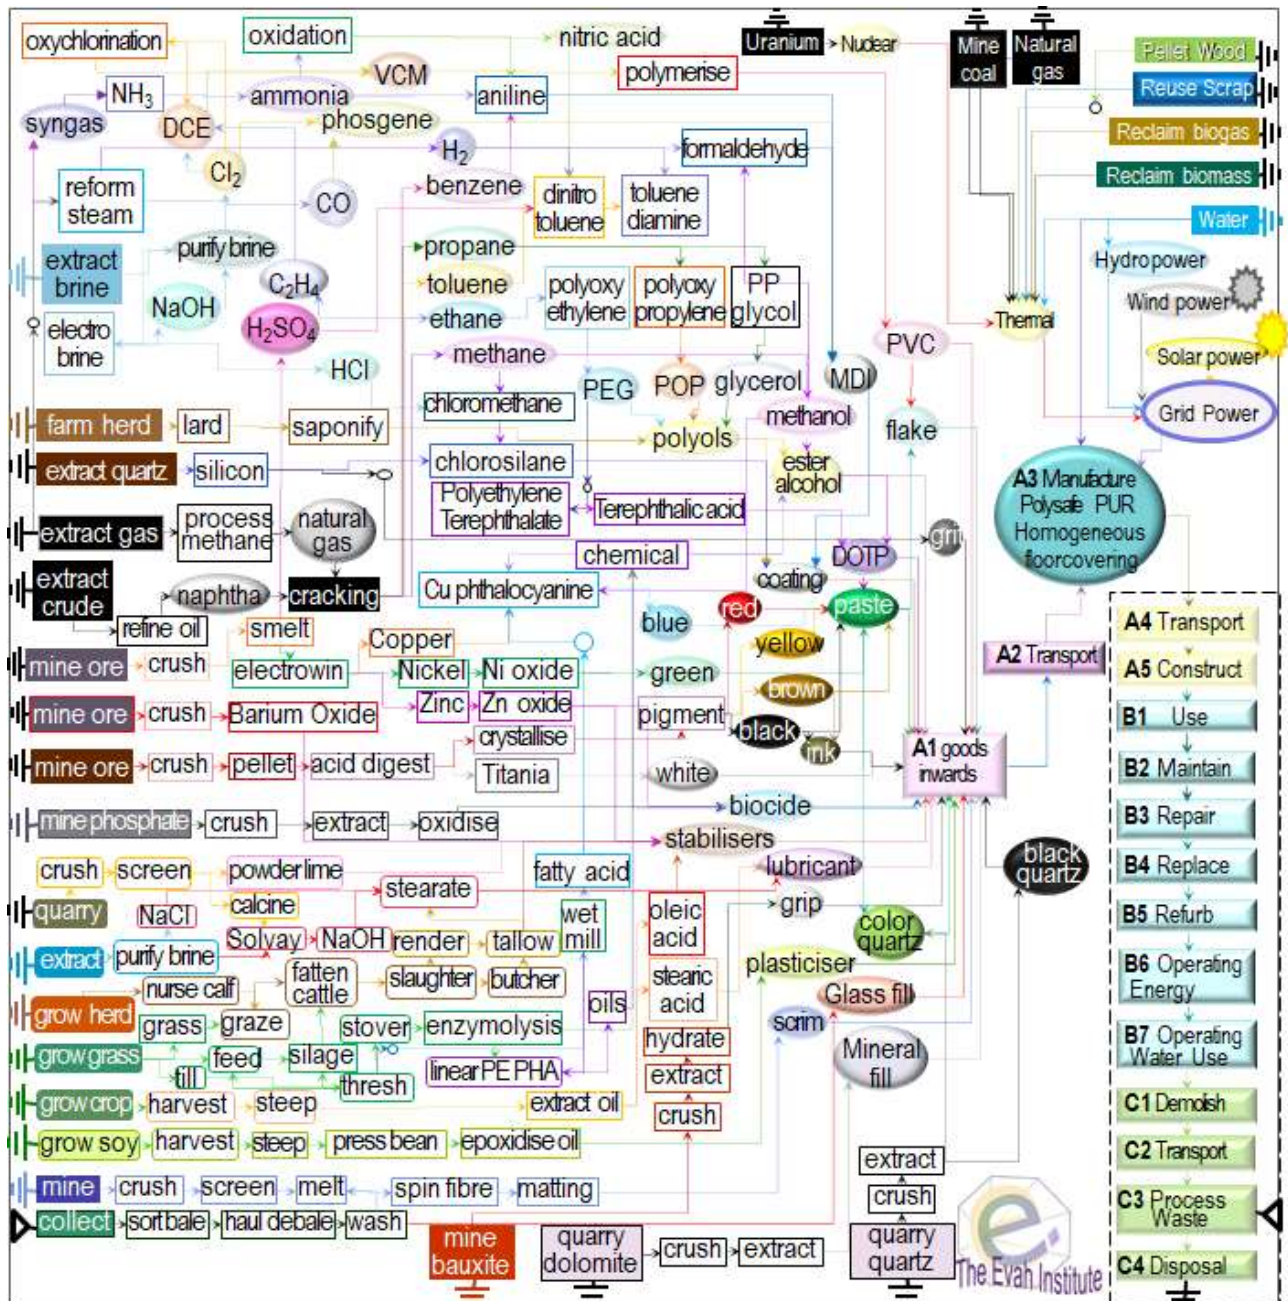 oxychlorination
oxidation
nitric acid
Uranium
Nuclear
Mine
coal
Natural
gas
Pellet Wood
VCM
polymerise
NH3
ammonia
aniline
Reuse Scrap
syngas
DCE
phosgene
Reclaim biogas
H2
formaldehyde
Cl2
benzene
reform
steam
CO
dinitro
toluene
toluene
diamine
Reclaim biomass
Water
extract
brine
purify brine
propane
Hydropower
C2H4
toluene
polyoxy
ethylene
polyoxy
propylene
PP
glycol
Wind power
NaOH
H2SO4
ethane
Thermal
electro
brine
methane
PVC
Solar power
HCl
PEG
POP
glycerol
MDI
chloromethane
methanol
Grid Power
farm herd
lard
saponify
polyols
flake
extract quartz
silicon
chlorosilane
ester
alcohol
A3 Manufacture
Polysafe PUR
Homogeneous
floorcovering
Polyethylene
Terephthalate
Terephthalic acid
extract gas
process
methane
natural
gas
grit
chemical
DOTP
extract
crude
naphtha
cracking
Cu phthalocyanine
coating
red
paste
refine oil
smelt
Copper
blue
yellow
A4 Transport
mine ore
crush
electrowin
Nickel
Ni oxide
green
A2 Transport
A5 Construct
brown
mine ore
crush
Barium Oxide
Zinc
Zn oxide
pigment
B1 Use
crystallise
black
ink
A1 goods
inwards
mine ore
crush
pellet
acid digest
Titania
white
B2 Maintain
biocide
mine phosphate
crush
extract
oxidise
stabilisers
B3 Repair
crush
screen
powder lime
fatty acid
lubricant
black
quartz
B4 Replace
stearate
quarry
NaCl
calcine
wet
mill
oleic
acid
grip
color
quartz
B5 Refurb
Solvay
NaOH
render
tallow
extract
purify brine
plasticiser
B6 Operating
Energy
fatten
cattle
slaughter
butcher
stearic
acid
nurse calf
Glass fill
grow herd
grass
graze
stover
enzymolysis
oils
scrim
B7 Operating
Water Use
hydrate
grow grass
feed
silage
Mineral
fill
till
thresh
linear PE PHA
extract
grow crop
harvest
steep
extract oil
crush
C1 Demolish
grow soy
harvest
steep
press bean
epoxidise oil
C2 Transport
extract
mine
crush
screen
melt
spin fibre
matting
crush
C3 Process
Waste
collect
sort bale
haul debale
wash
mine
bauxite
quarry
dolomite
crush
extract
quarry
quartz
e
The Evah Institute
C4 Disposal